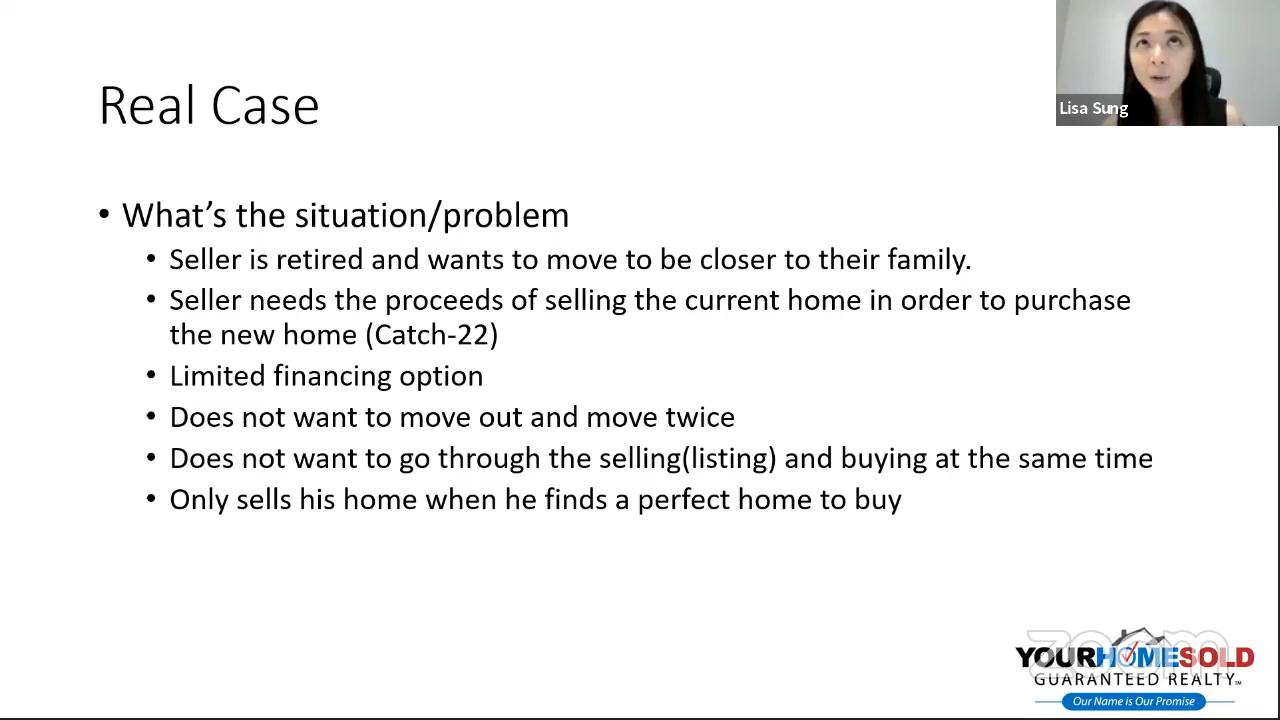 Lisa Sung
Real Case
• What's the situation/problem
• Seller is retired and wants to move to be closer to their family.
• Seller needs the proceeds of selling the current home in order to purchase
the new home (Catch-22)
• Limited financing option
• Does not want to move out and move twice
• Does not want to go through the selling(listing) and buying at the same time
• Only sells his home when he finds a perfect home to buy
zoom
YOURHOMESOLD
GUARANTEED REALTY™
Our Name is Our Promise